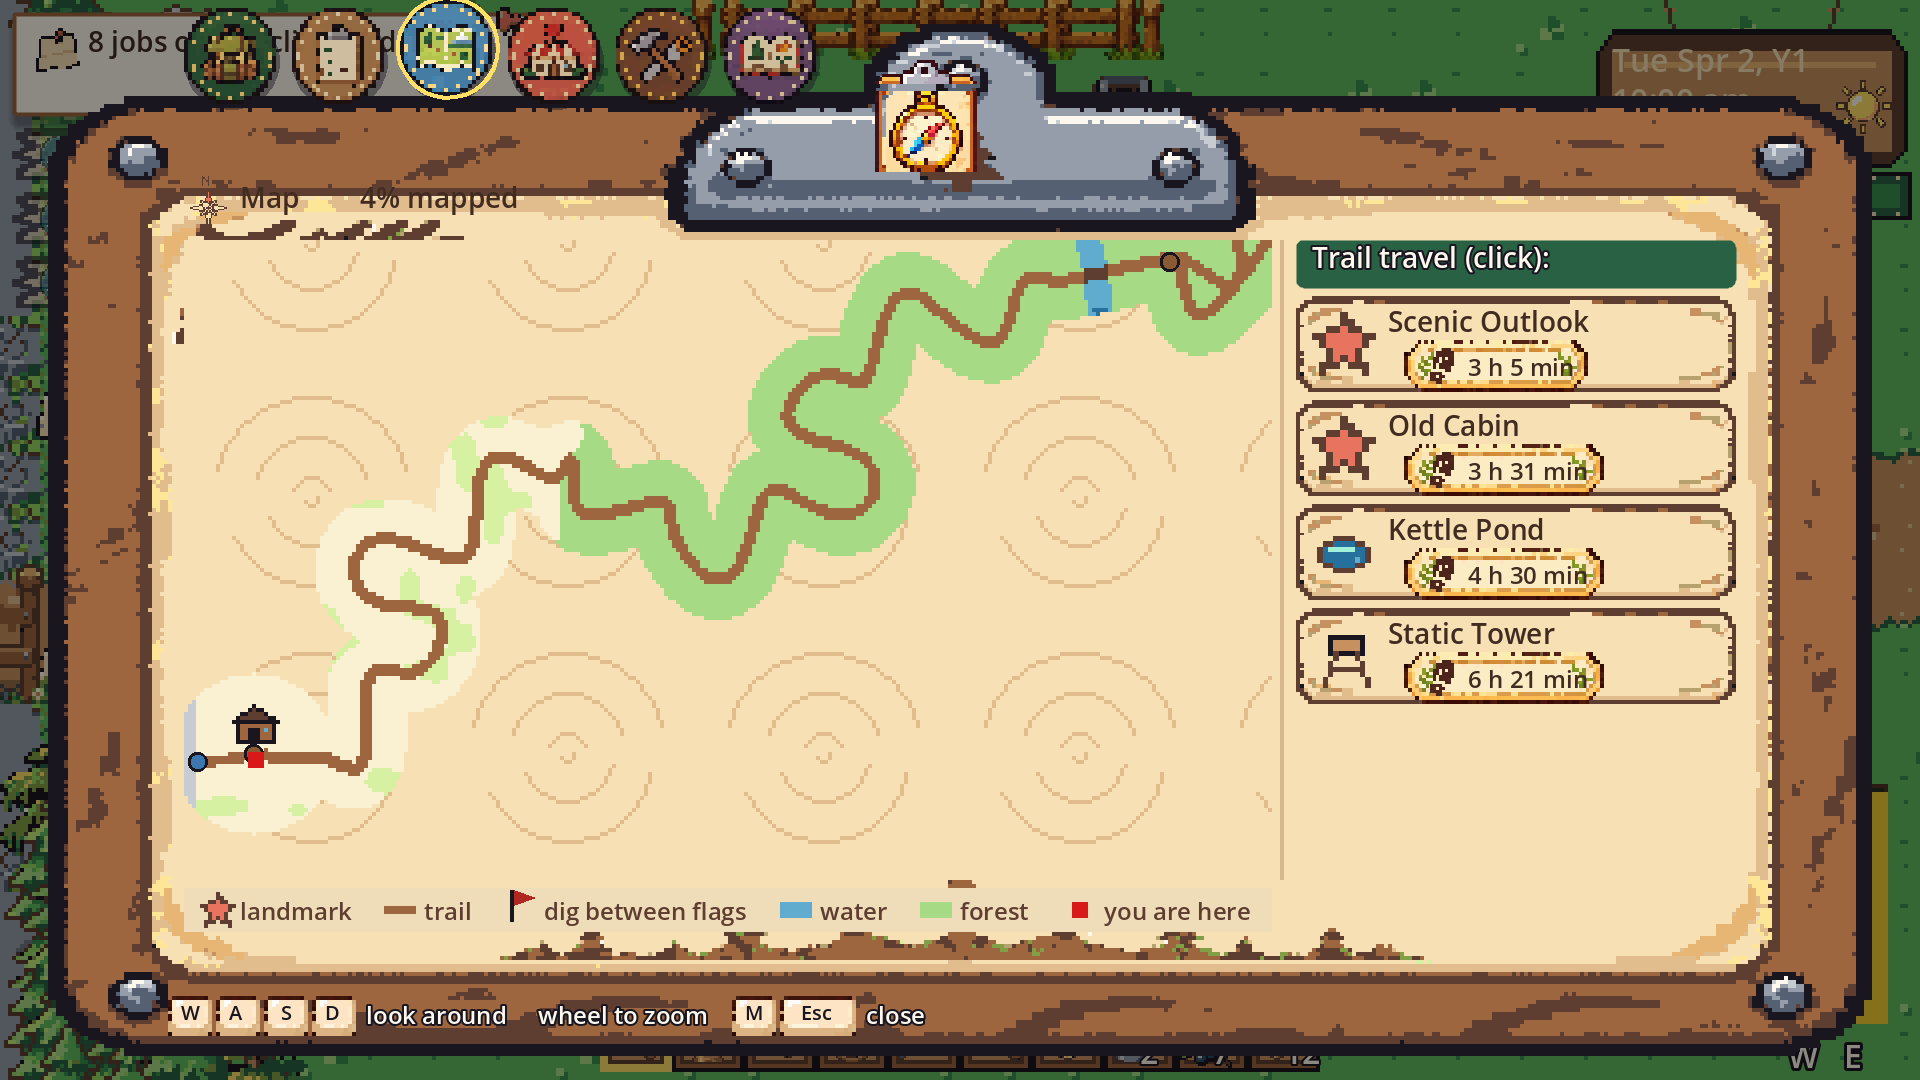 8 jobs
Tue Spr 2, Y1
N
Map 4% mapped
Trail travel (click):
Scenic Outlook
3 h 5 min
Old Cabin
3 h 31 min
Kettle Pond
4 h 30 min
Static Tower
6 h 21 min
landmark trail dig between flags water forest you are here
W A S D look around wheel to zoom M Esc close
W E